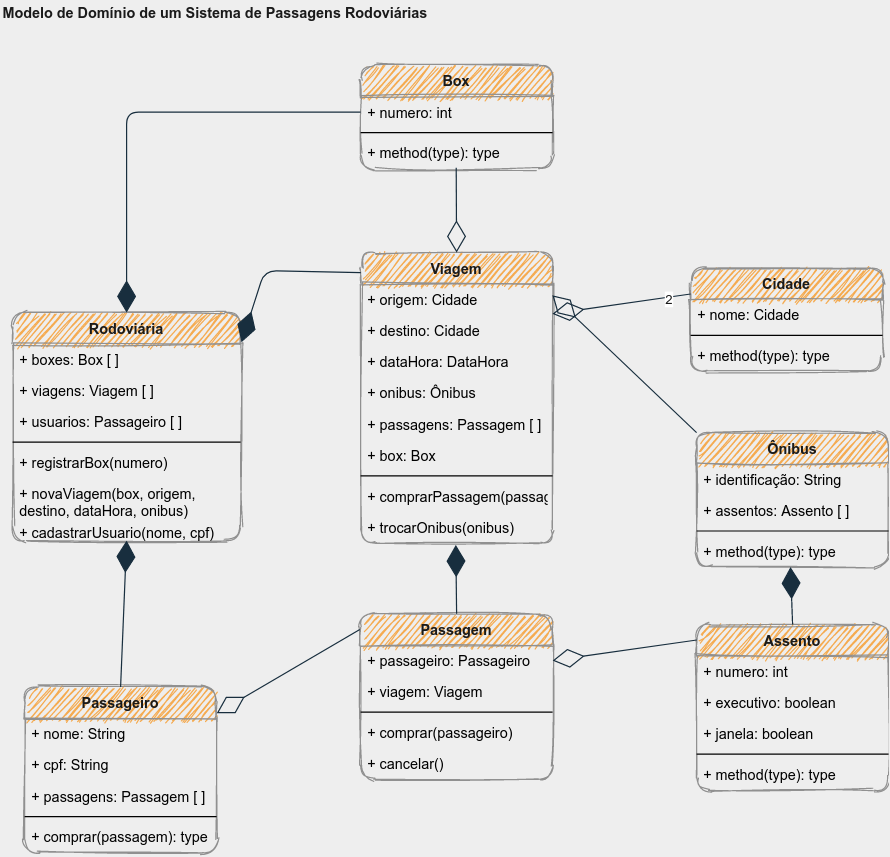 Modelo de Domínio de um Sistema de Passagens Rodoviárias
Box
+ numero: int
+ method(type): type
Rodoviária
+ boxes: Box [ ]
+ viagens: Viagem [ ]
+ usuarios: Passageiro [ ]
+ registrarBox(numero)
+ novaViagem(box, origem,
destino, dataHora, onibus)
+ cadastrarUsuario(nome, cpf)
Viagem
+ origem: Cidade
+ destino: Cidade
+ dataHora: DataHora
+ onibus: Ônibus
+ passagens: Passagem [ ]
+ box: Box
+ comprarPassagem(passag
+ trocarOnibus(onibus)
2
Cidade
+ nome: Cidade
+ method(type): type
Ônibus
+ identificação: String
+ assentos: Assento [ ]
+ method(type): type
Passageiro
+ nome: String
+ cpf: String
+ passagens: Passagem [ ]
+ comprar(passagem): type
Passagem
+ passageiro: Passageiro
+ viagem: Viagem
+ comprar(passageiro)
+ cancelar()
Assento
+ numero: int
+ executivo: boolean
+ janela: boolean
+ method(type): type